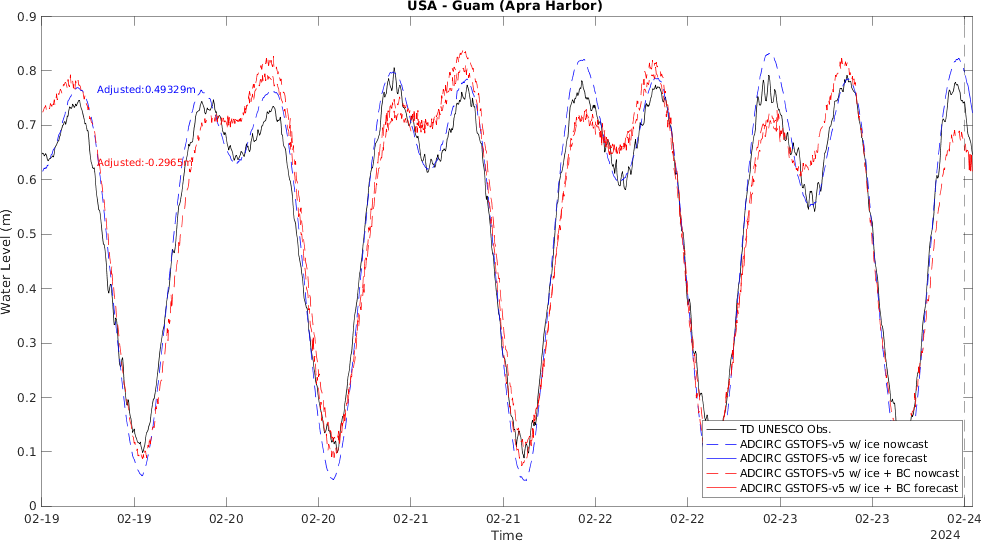 USA - Guam (Apra Harbor)
0.9
0.8
0.7
0.6
0.5
0.4
0.3
0.2
0.1
0
Water Level (m)
Adjusted:0.49329m
Adjusted:-0.2965m
TD UNESCO Obs.
ADCIRC GSTOFS-v5 w/ ice nowcast
ADCIRC GSTOFS-v5 w/ ice forecast
ADCIRC GSTOFS-v5 w/ ice + BC nowcast
ADCIRC GSTOFS-v5 w/ ice + BC forecast
02-19 02-19 02-20 02-20 02-21 02-21 02-22 02-22 02-23 02-23 02-24
Time
2024